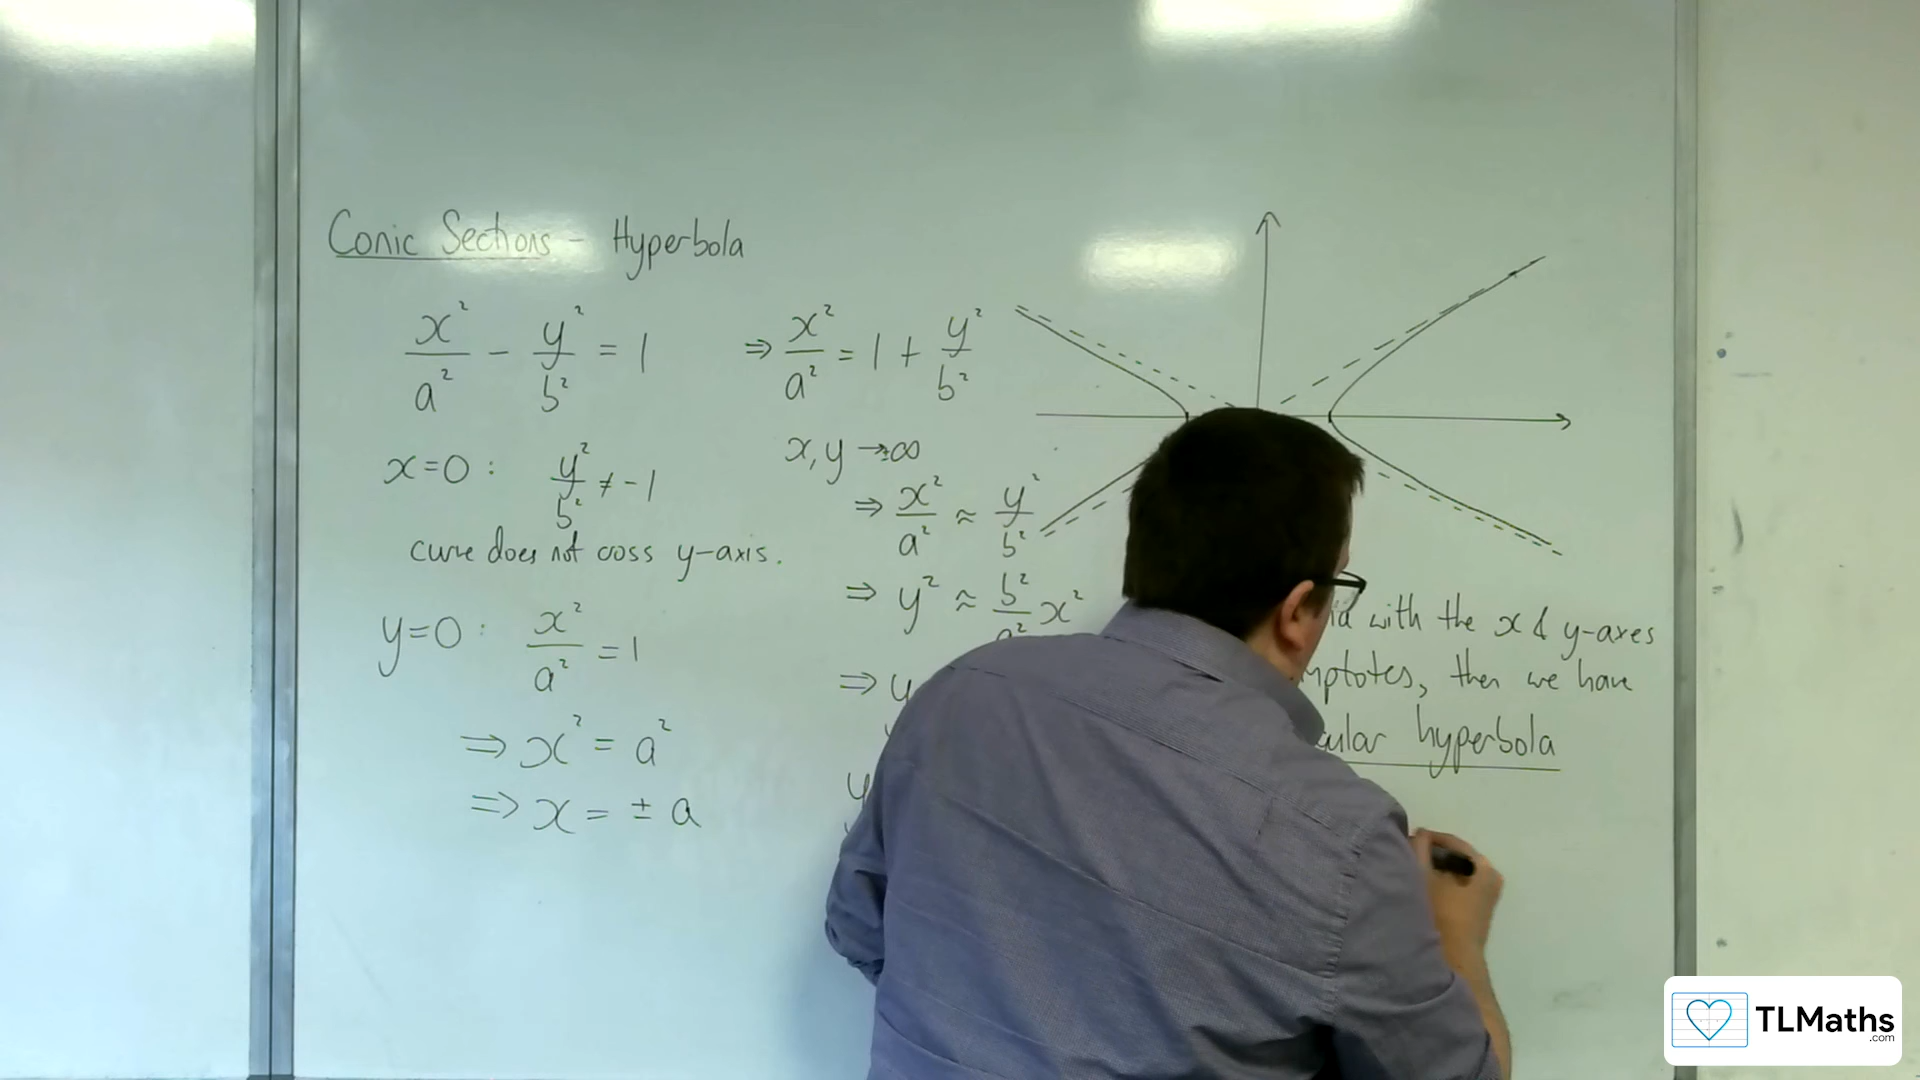 Conic Sections - Hyperbola
x²/a² - y²/b² = 1
x=0 : y²/b² ≠ -1
curve does not cross y-axis.
y=0 : x²/a² = 1
⇒ x² = a²
⇒ x = ± a
⇒ x²/a² = 1 + y²/b²
x, y → ±∞
⇒ x²/a² ≈ y²/b²
⇒ y² ≈ b²/a² x²
⇒ y
y
with the x & y-axes
then we have
hyperbola
TLMaths
.com